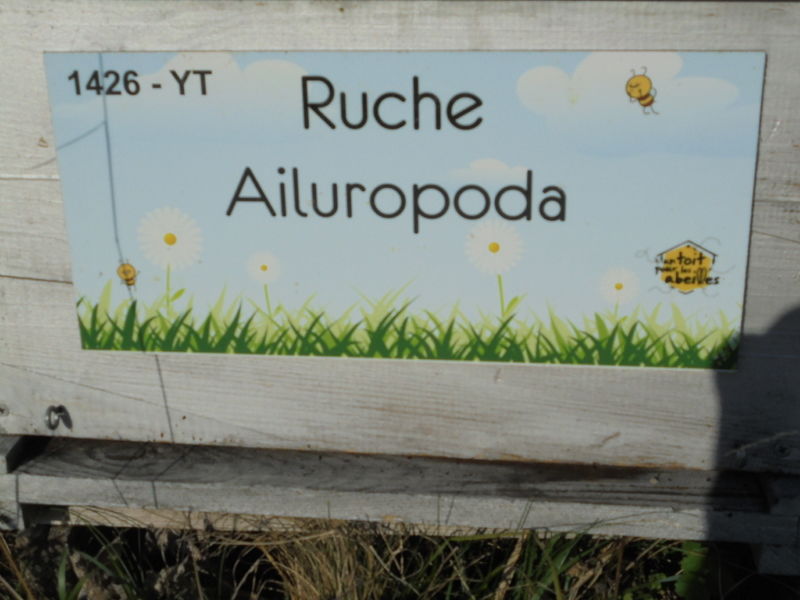 1426 - YT
Ruche
Ailuropoda
un toit
pour les
abeilles